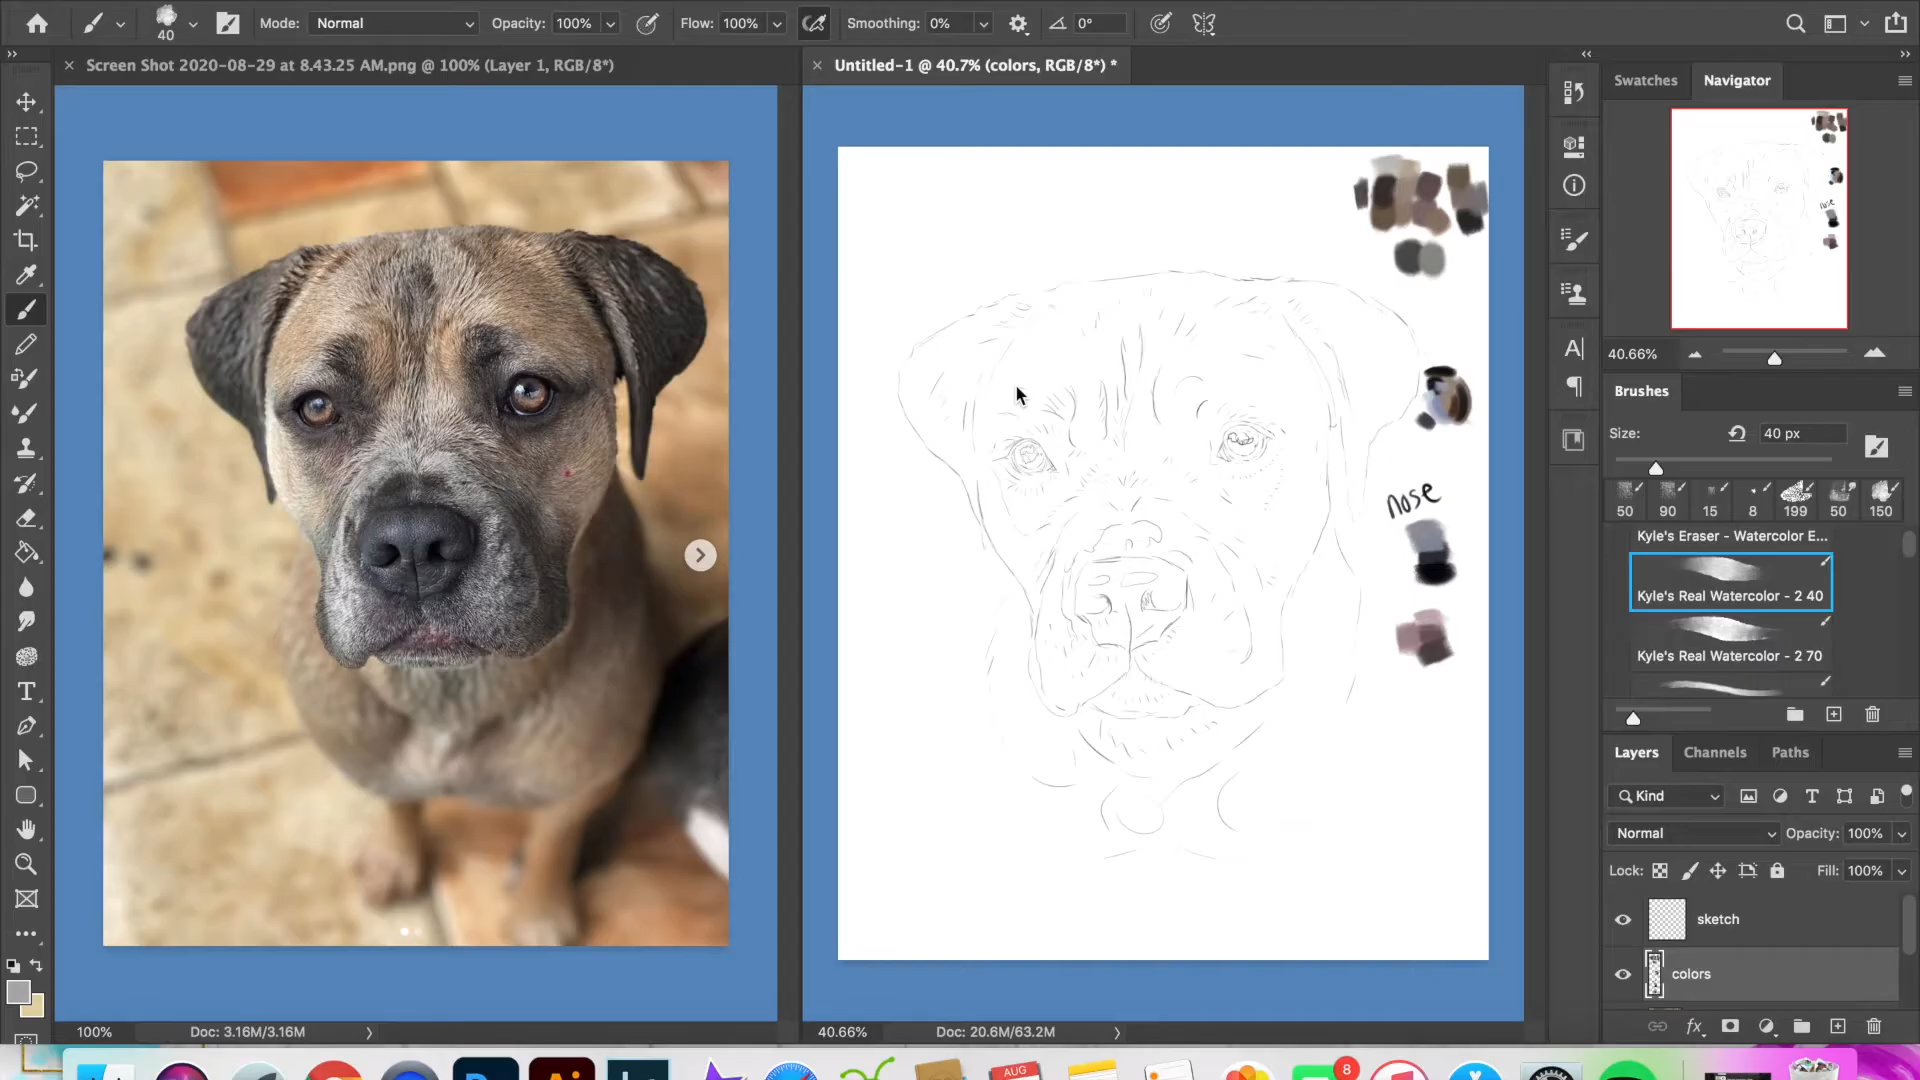 40
Mode: Normal
Opacity: 100%
Flow: 100%
Smoothing: 0%
0°
Screen Shot 2020-08-29 at 8.43.25 AM.png @ 100% (Layer 1, RGB/8*)
Untitled-1 @ 40.7% (colors, RGB/8*) *
Swatches
Navigator
40.66%
Brushes
Size:
40 px
50 90 15 8 199 50 150
Kyle's Eraser - Watercolor E...
Kyle's Real Watercolor - 2 40
Kyle's Real Watercolor - 2 70
nose
nose
Layers
Channels
Paths
Kind
Normal
Opacity: 100%
Lock:
Fill: 100%
sketch
colors
fx
100%
Doc: 3.16M/3.16M
40.66%
Doc: 20.6M/63.2M
Ai
AUG
8